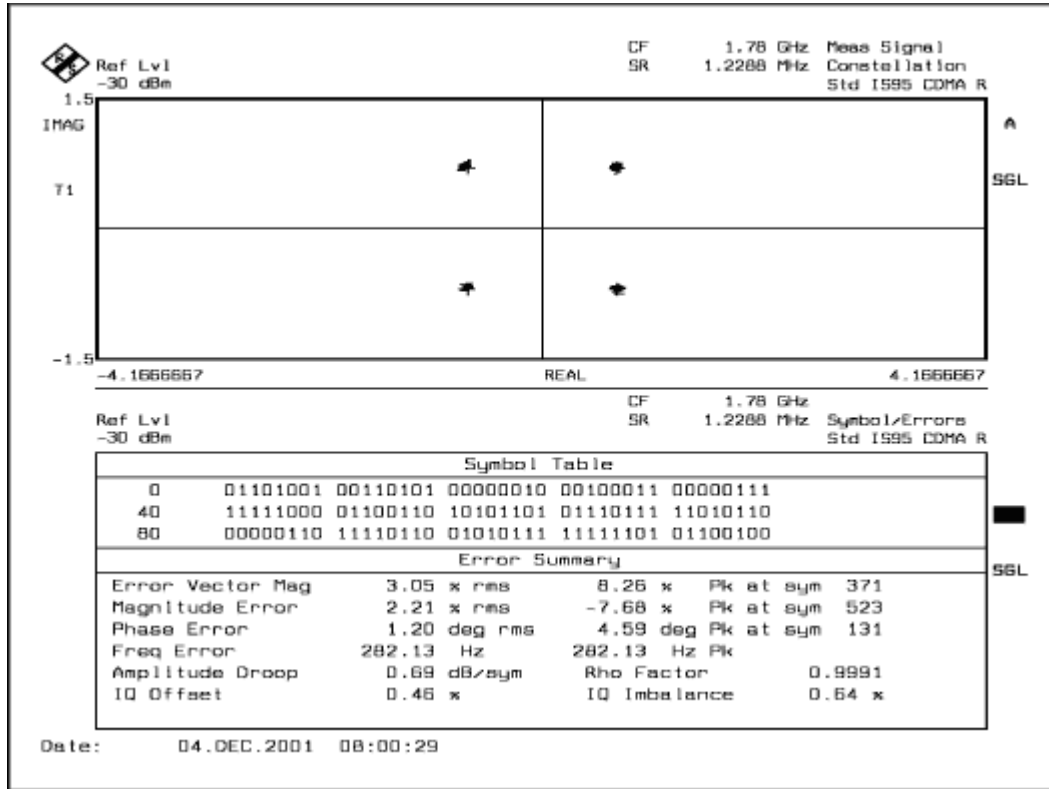 CF 1.78 GHz Meas Signal
Ref Lvl SR 1.2288 MHz Constellation
-30 dBm Std IS95 CDMA R
1.5
IMAG A
SGL
T1
-1.5
-4.1666667 REAL 4.1666667
CF 1.78 GHz
Ref Lvl SR 1.2288 MHz Symbol/Errors
-30 dBm Std IS95 CDMA R
Symbol Table
0 01101001 00110101 00000010 00100011 00000111
40 11111000 01100110 10101101 01110111 11010110
80 00000110 11110110 01010111 11111101 01100100
Error Summary
SGL
Error Vector Mag 3.05 % rms 8.26 % Pk at sym 371
Magnitude Error 2.21 % rms -7.68 % Pk at sym 523
Phase Error 1.20 deg rms 4.59 deg Pk at sym 131
Freq Error 282.13 Hz 282.13 Hz Pk
Amplitude Droop 0.69 dB/sym Rho Factor 0.9991
IQ Offset 0.46 % IQ Imbalance 0.64 %
Date: 04.DEC.2001 08:00:29